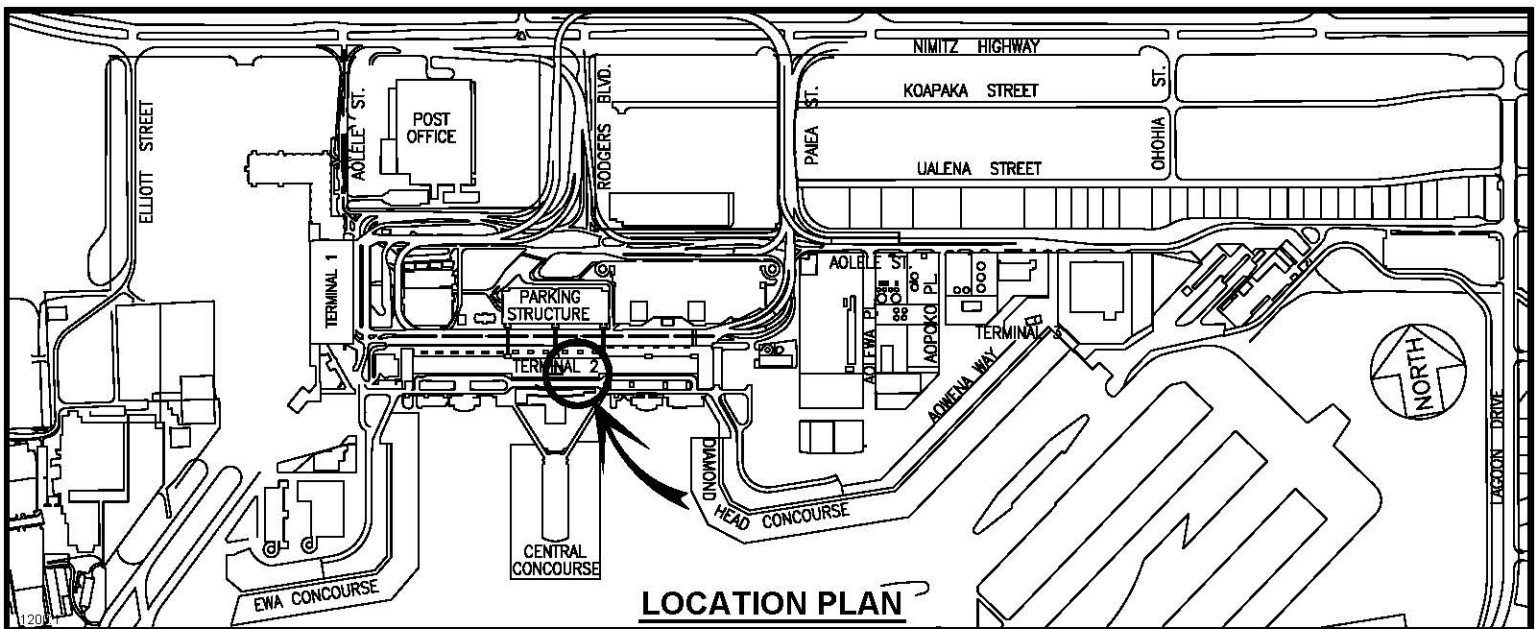 NIMITZ HIGHWAY
KOAPAKA STREET
UALENA STREET
ELLIOTT STREET
AOLELE ST.
POST
OFFICE
RODGERS BLVD.
PAIEA ST.
OHOHIA ST.
TERMINAL 1
PARKING
STRUCTURE
TERMINAL 2
AOLELE ST.
AOLEWA PL.
AOPOKO PL.
TERMINAL 3
AOWENA WAY
NORTH
LAGOON DRIVE
DIAMOND
HEAD CONCOURSE
CENTRAL
CONCOURSE
EWA CONCOURSE
LOCATION PLAN